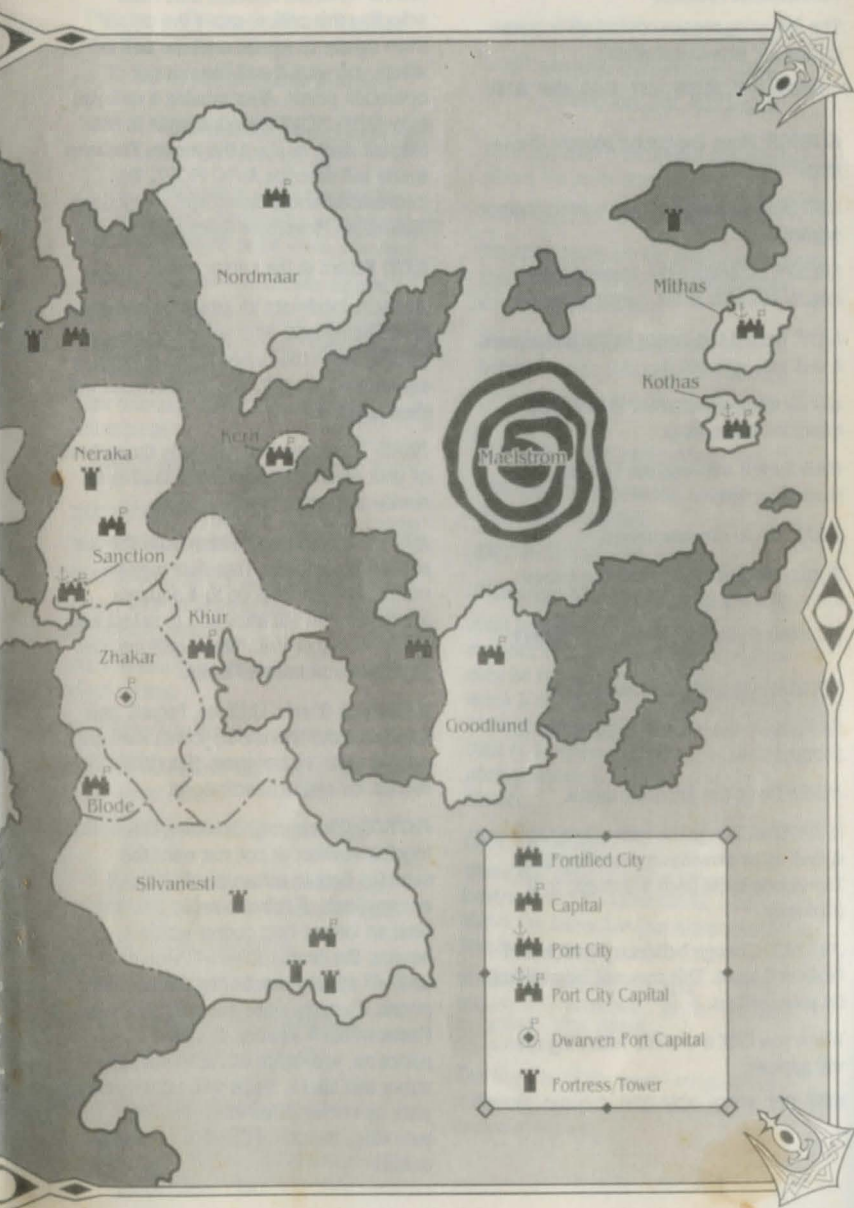 Nordmaar
Mithas
Kothas
Kern
Neraka
Maelstrom
Sanction
Khur
Zhakar
Goodlund
Blode
Silvanesti
Fortified City
Capital
Port City
Port City Capital
Dwarven Fort Capital
Fortress/Tower